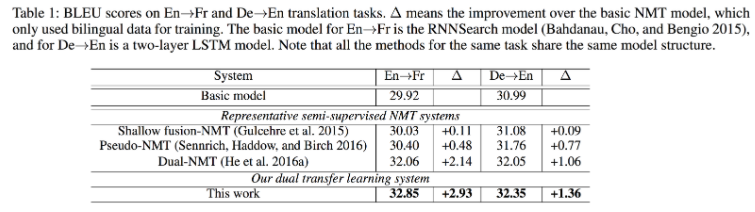 Table 1: BLEU scores on En→Fr and De→En translation tasks. Δ means the improvement over the basic NMT model, which
only used bilingual data for training. The basic model for En→Fr is the RNNSearch model (Bahdanau, Cho, and Bengio 2015),
and for De→En is a two-layer LSTM model. Note that all the methods for the same task share the same model structure.
System En→Fr Δ De→En Δ
Basic model 29.92 30.99
Representative semi-supervised NMT systems
Shallow fusion-NMT (Gulcehre et al. 2015) 30.03 +0.11 31.08 +0.09
Pseudo-NMT (Sennrich, Haddow, and Birch 2016) 30.40 +0.48 31.76 +0.77
Dual-NMT (He et al. 2016a) 32.06 +2.14 32.05 +1.06
Our dual transfer learning system
This work 32.85 +2.93 32.35 +1.36